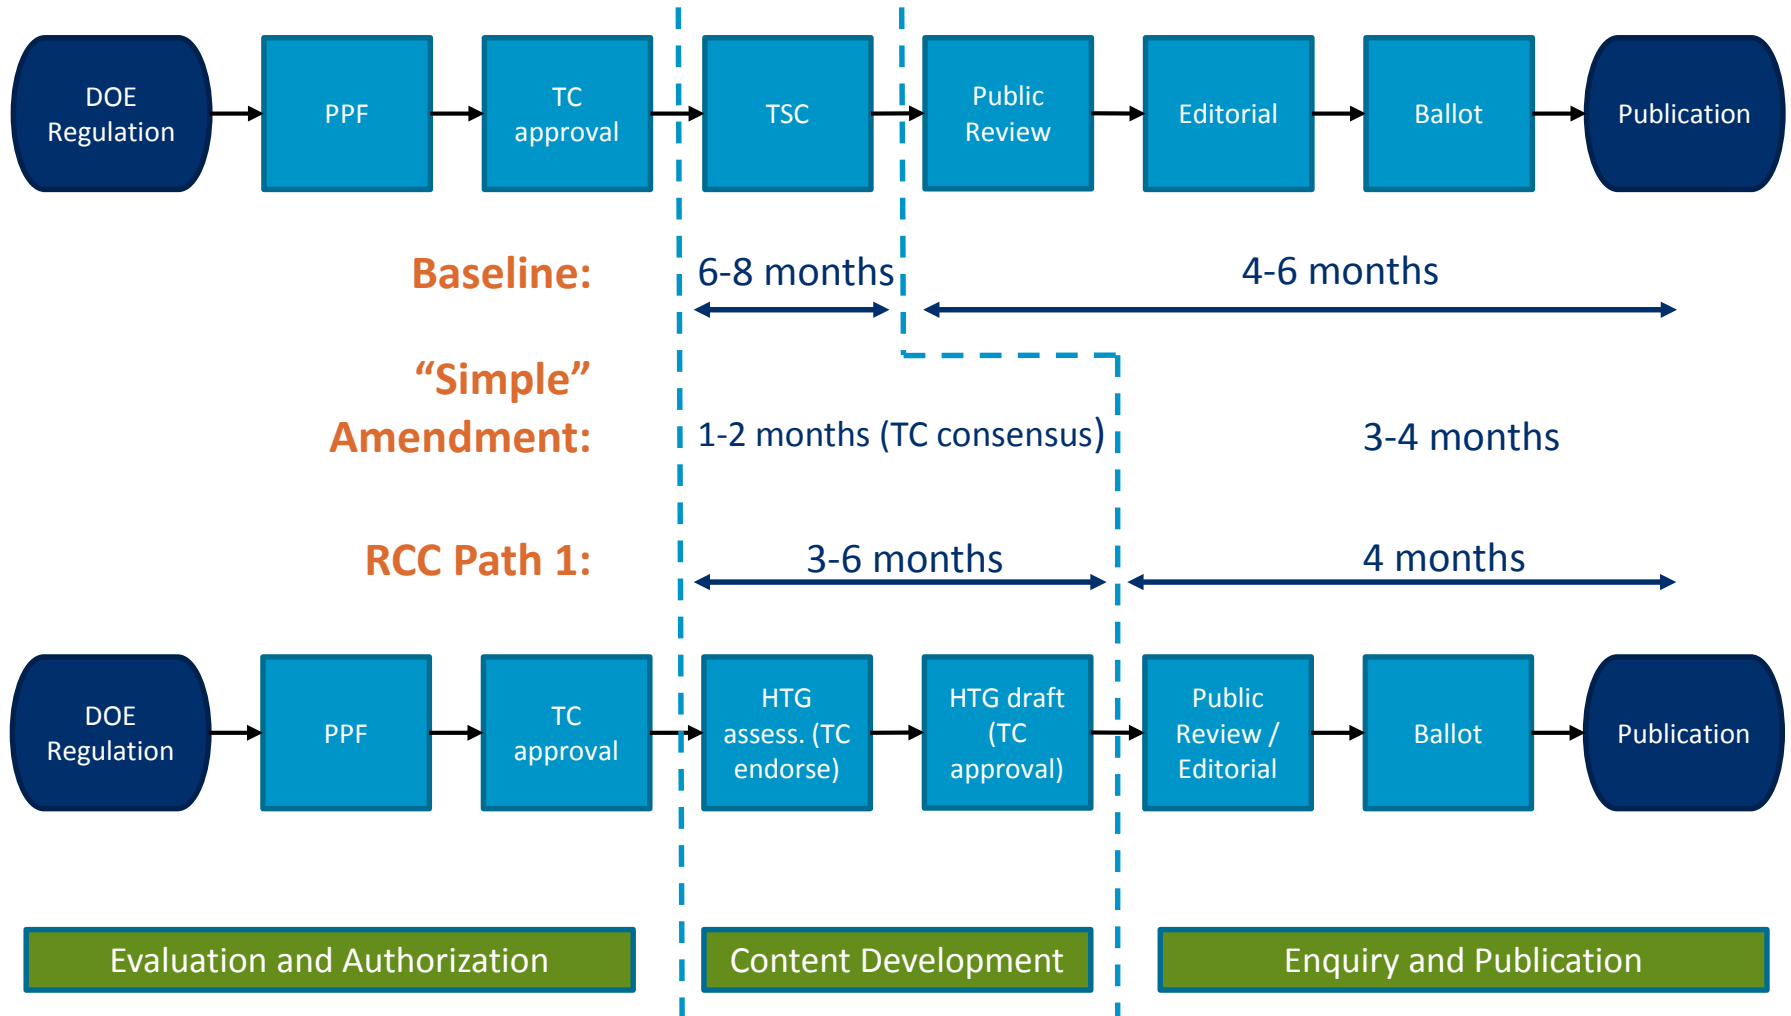 DOE
Regulation
PPF
TC
approval
TSC
Public
Review
Editorial
Ballot
Publication
Baseline:
6-8 months
4-6 months
“Simple”
Amendment:
1-2 months (TC consensus)
3-4 months
RCC Path 1:
3-6 months
4 months
DOE
Regulation
PPF
TC
approval
HTG
assess. (TC
endorse)
HTG draft
(TC
approval)
Public
Review /
Editorial
Ballot
Publication
Evaluation and Authorization
Content Development
Enquiry and Publication